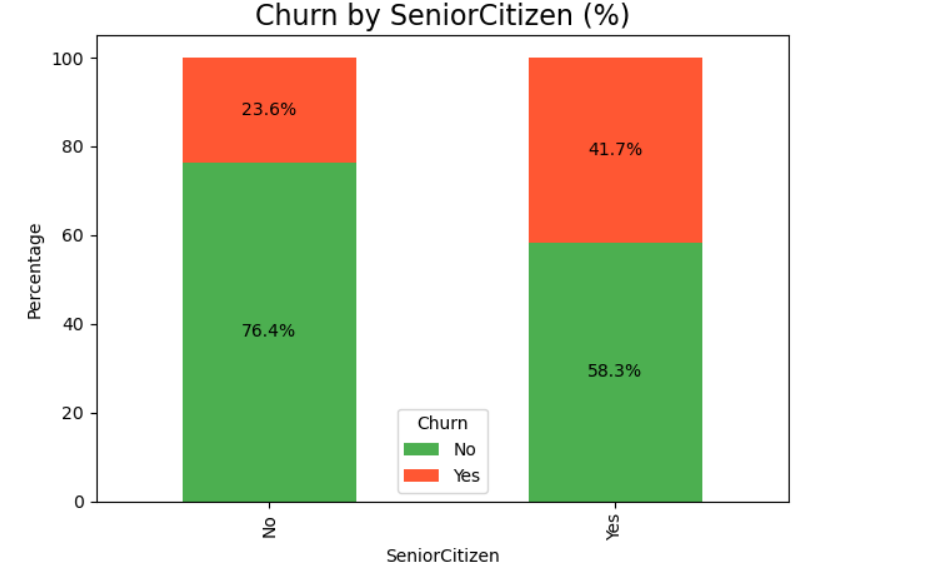 Churn by SeniorCitizen (%)
100
80
60
40
20
0
Percentage
23.6%
76.4%
41.7%
58.3%
Churn
No
Yes
No
Yes
SeniorCitizen